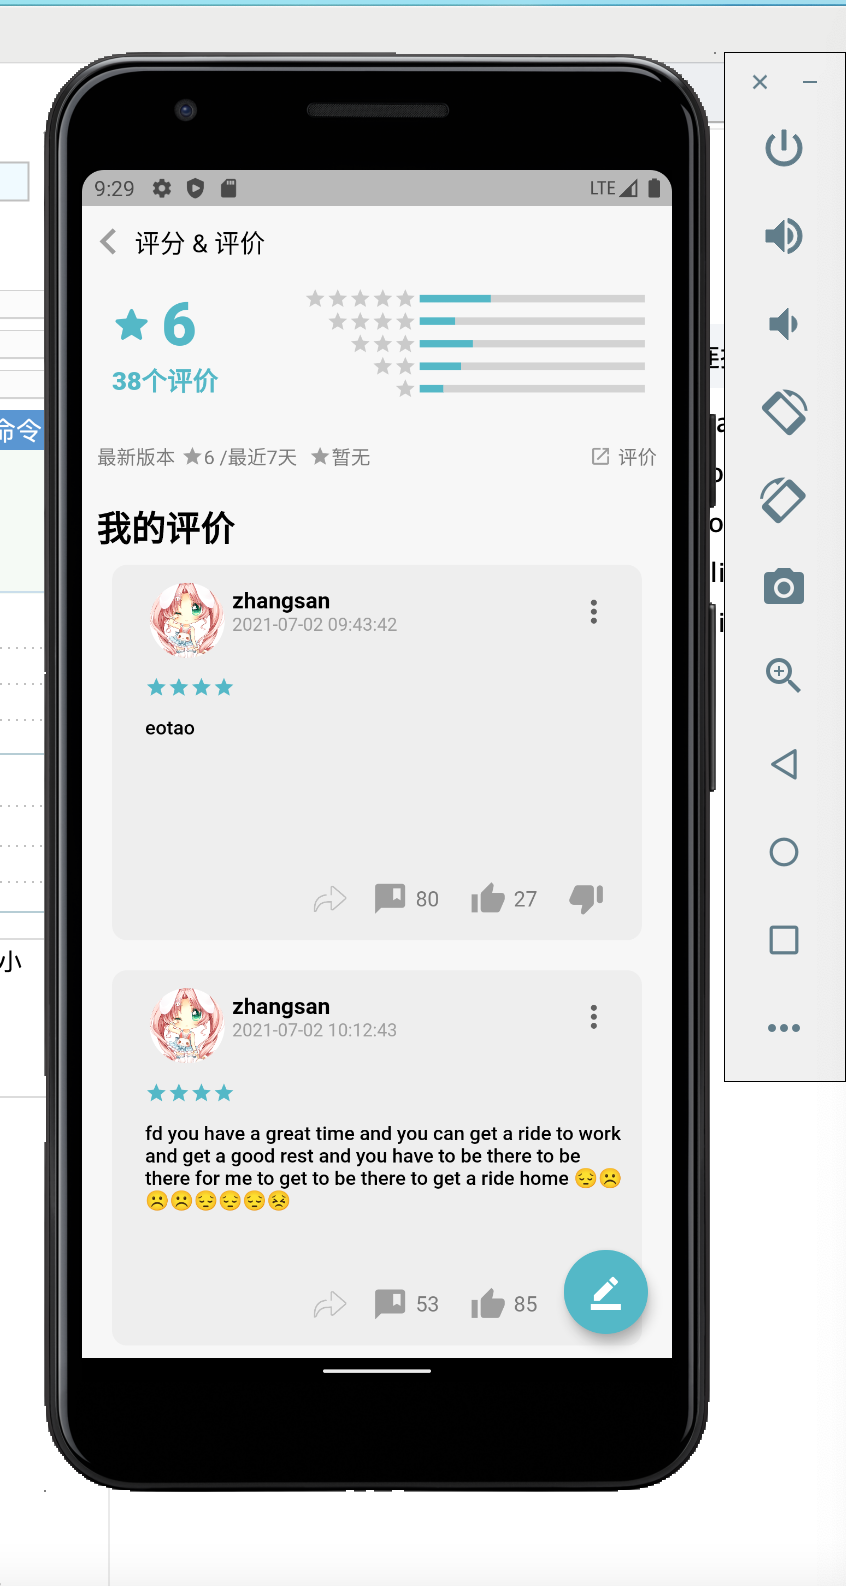 9:29
LTE
评分 & 评价
6
38个评价
最新版本 6 /最近7天 暂无
评价
我的评价
zhangsan
2021-07-02 09:43:42
eotao
80 27
zhangsan
2021-07-02 10:12:43
fd you have a great time and you can get a ride to work
and get a good rest and you have to be there to be
there for me to get to be there to get a ride home 😔☹️
☹️☹️😔😔😔😣
53 85
命令
小